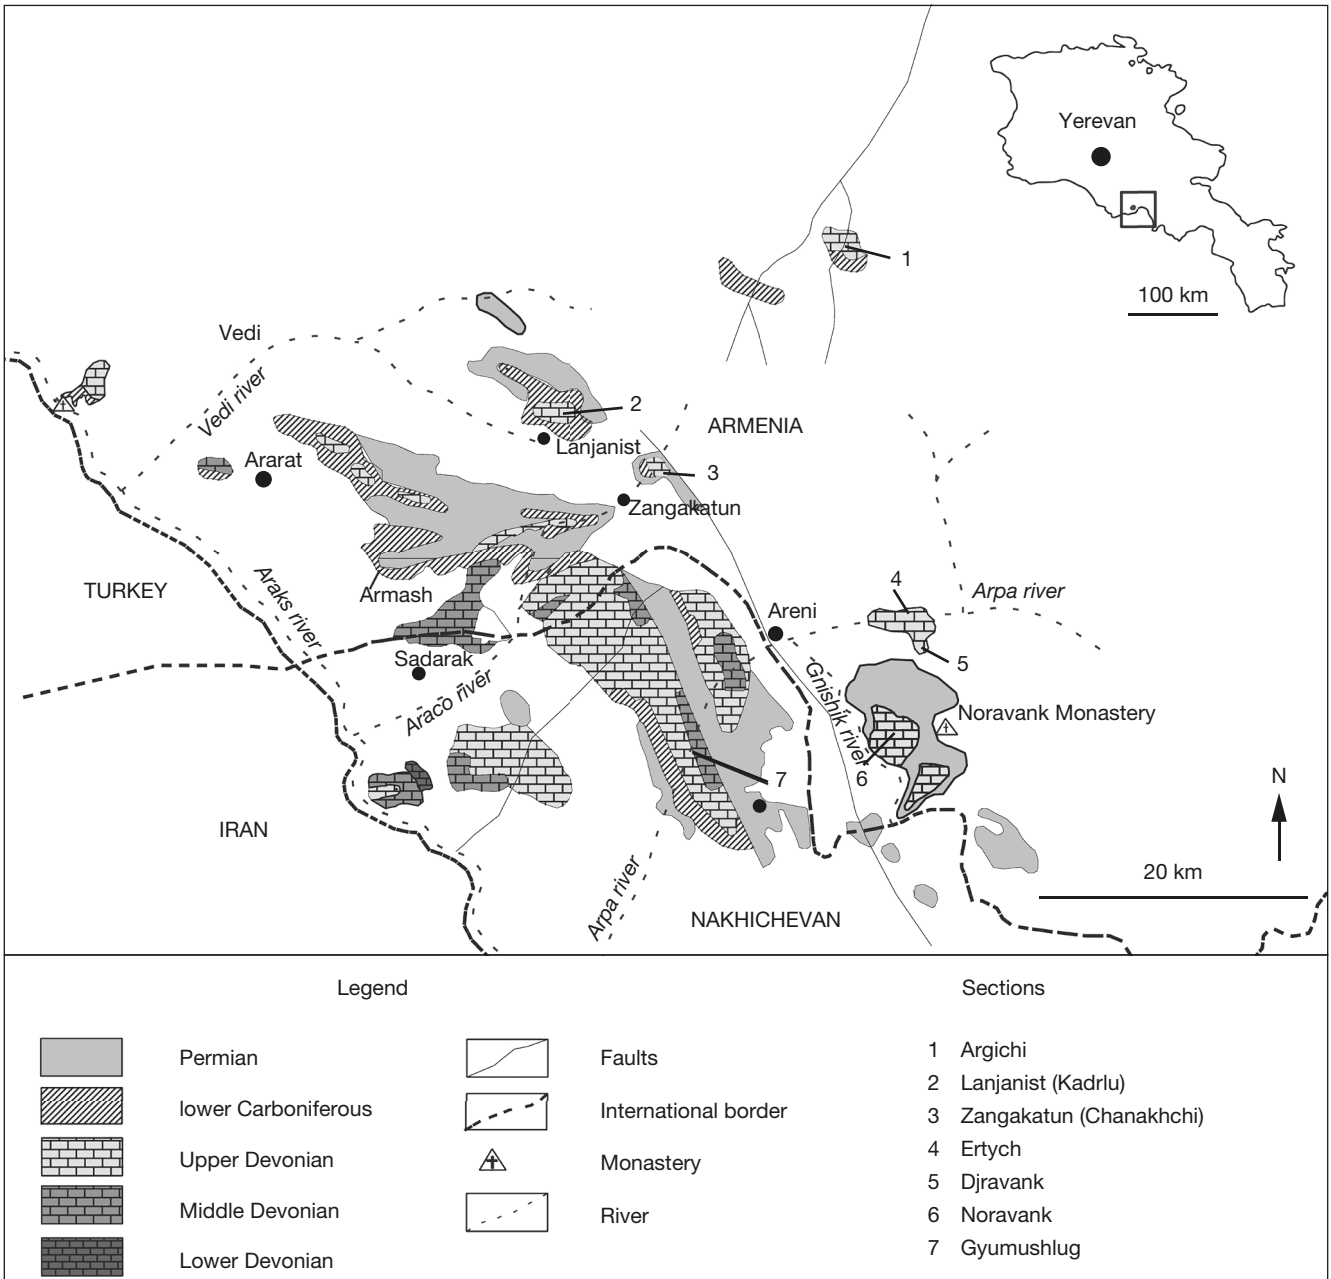 Yerevan
100 km
1
Vedi
Vedi river
2
ARMENIA
Lanjanist
Ararat
3
Zangakatun
TURKEY
Armash
Araks river
4
Arpa river
Areni
5
Sadarak
Araco river
Gnishik river
Noravank Monastery
6
7
N
IRAN
20 km
Arpa river
NAKHICHEVAN
Legend
Permian
lower Carboniferous
Upper Devonian
Middle Devonian
Lower Devonian
Faults
International border
Monastery
River
Sections
1 Argichi
2 Lanjanist (Kadrlu)
3 Zangakatun (Chanakhchi)
4 Ertych
5 Djravank
6 Noravank
7 Gyumushlug